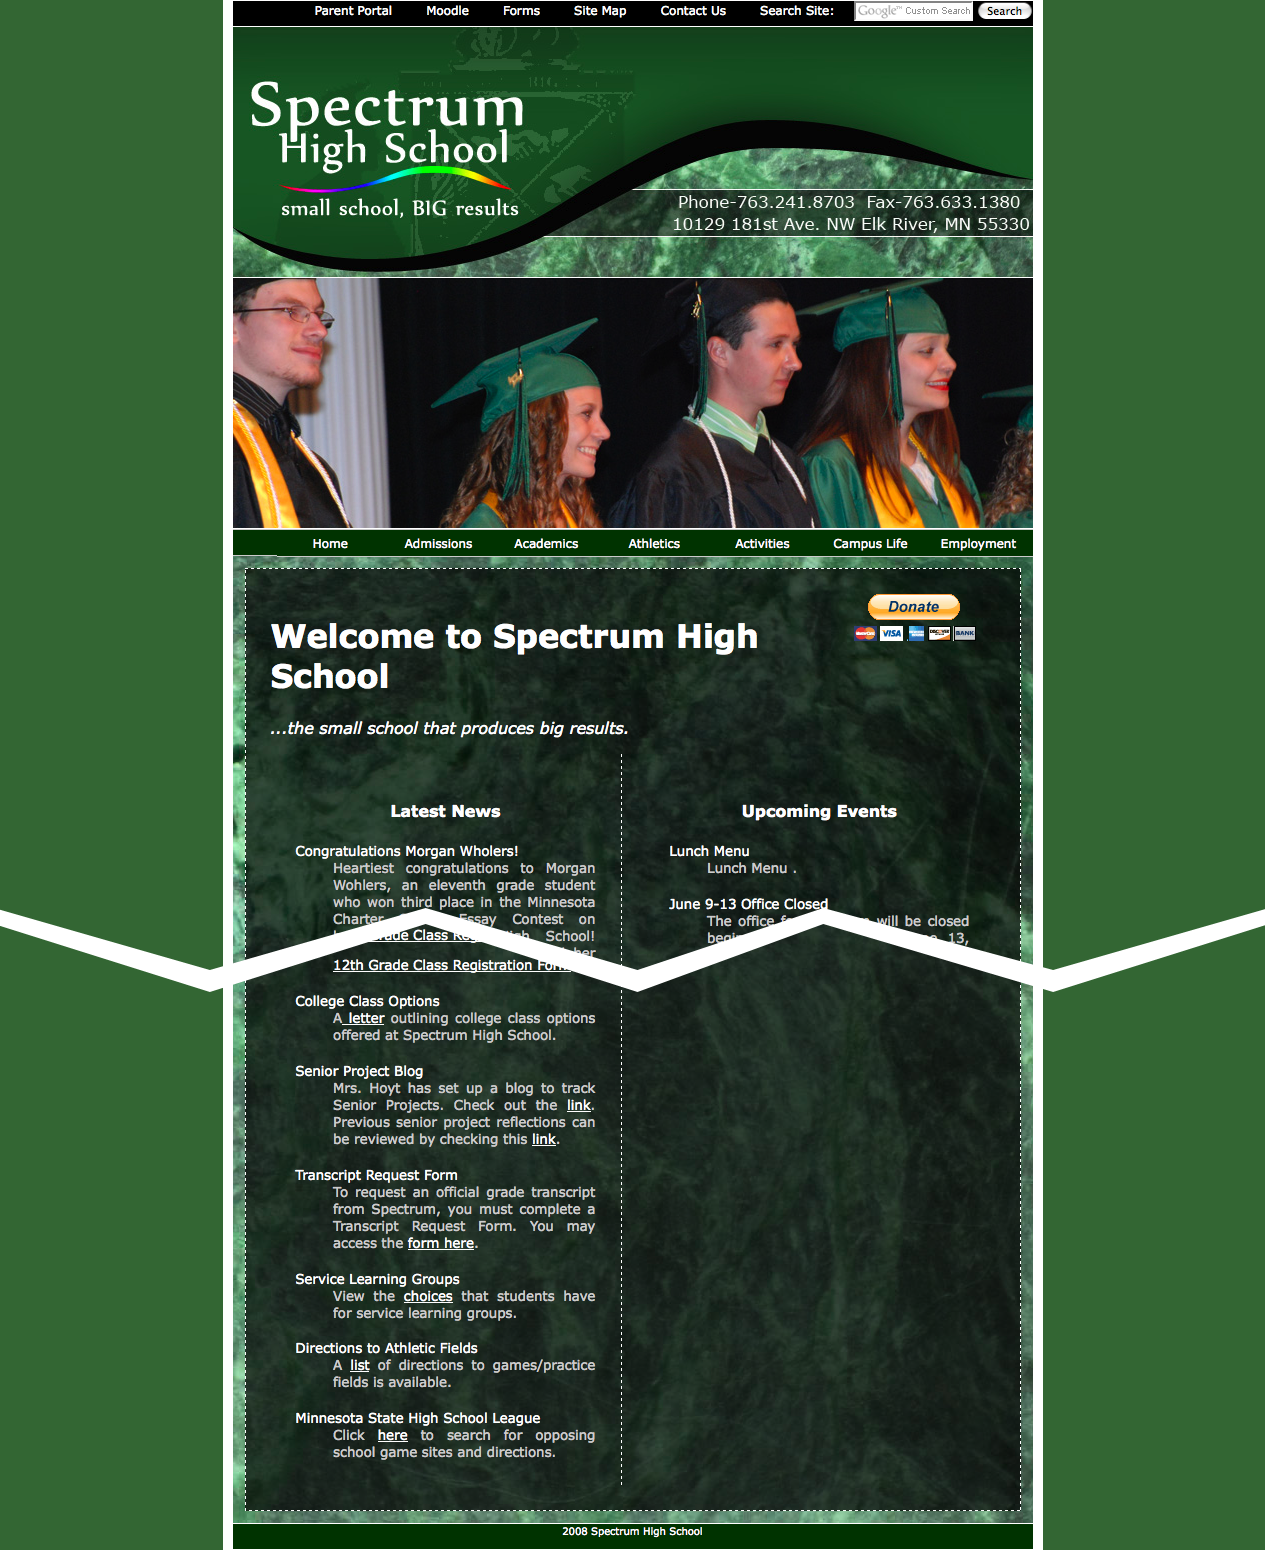 Parent Portal Moodle Forms Site Map Contact Us Search Site: Google™ Custom Search Search
Spectrum
High School
small school, BIG results
Phone-763.241.8703 Fax-763.633.1380
10129 181st Ave. NW Elk River, MN 55330
Home Admissions Academics Athletics Activities Campus Life Employment
Donate
MasterCard VISA DISCOVER BANK
Welcome to Spectrum High
School
...the small school that produces big results.
Latest News
Congratulations Morgan Wholers!
Heartiest congratulations to Morgan
Wohlers, an eleventh grade student
who won third place in the Minnesota
Charter Essay Contest on
Grade Class High School!
12th Grade Class Registration Form
College Class Options
A letter outlining college class options
offered at Spectrum High School.
Senior Project Blog
Mrs. Hoyt has set up a blog to track
Senior Projects. Check out the link.
Previous senior project reflections can
be reviewed by checking this link.
Transcript Request Form
To request an official grade transcript
from Spectrum, you must complete a
Transcript Request Form. You may
access the form here.
Service Learning Groups
View the choices that students have
for service learning groups.
Directions to Athletic Fields
A list of directions to games/practice
fields is available.
Minnesota State High School League
Click here to search for opposing
school game sites and directions.
Upcoming Events
Lunch Menu
Lunch Menu .
June 9-13 Office Closed
The office will be closed
13,
2008 Spectrum High School